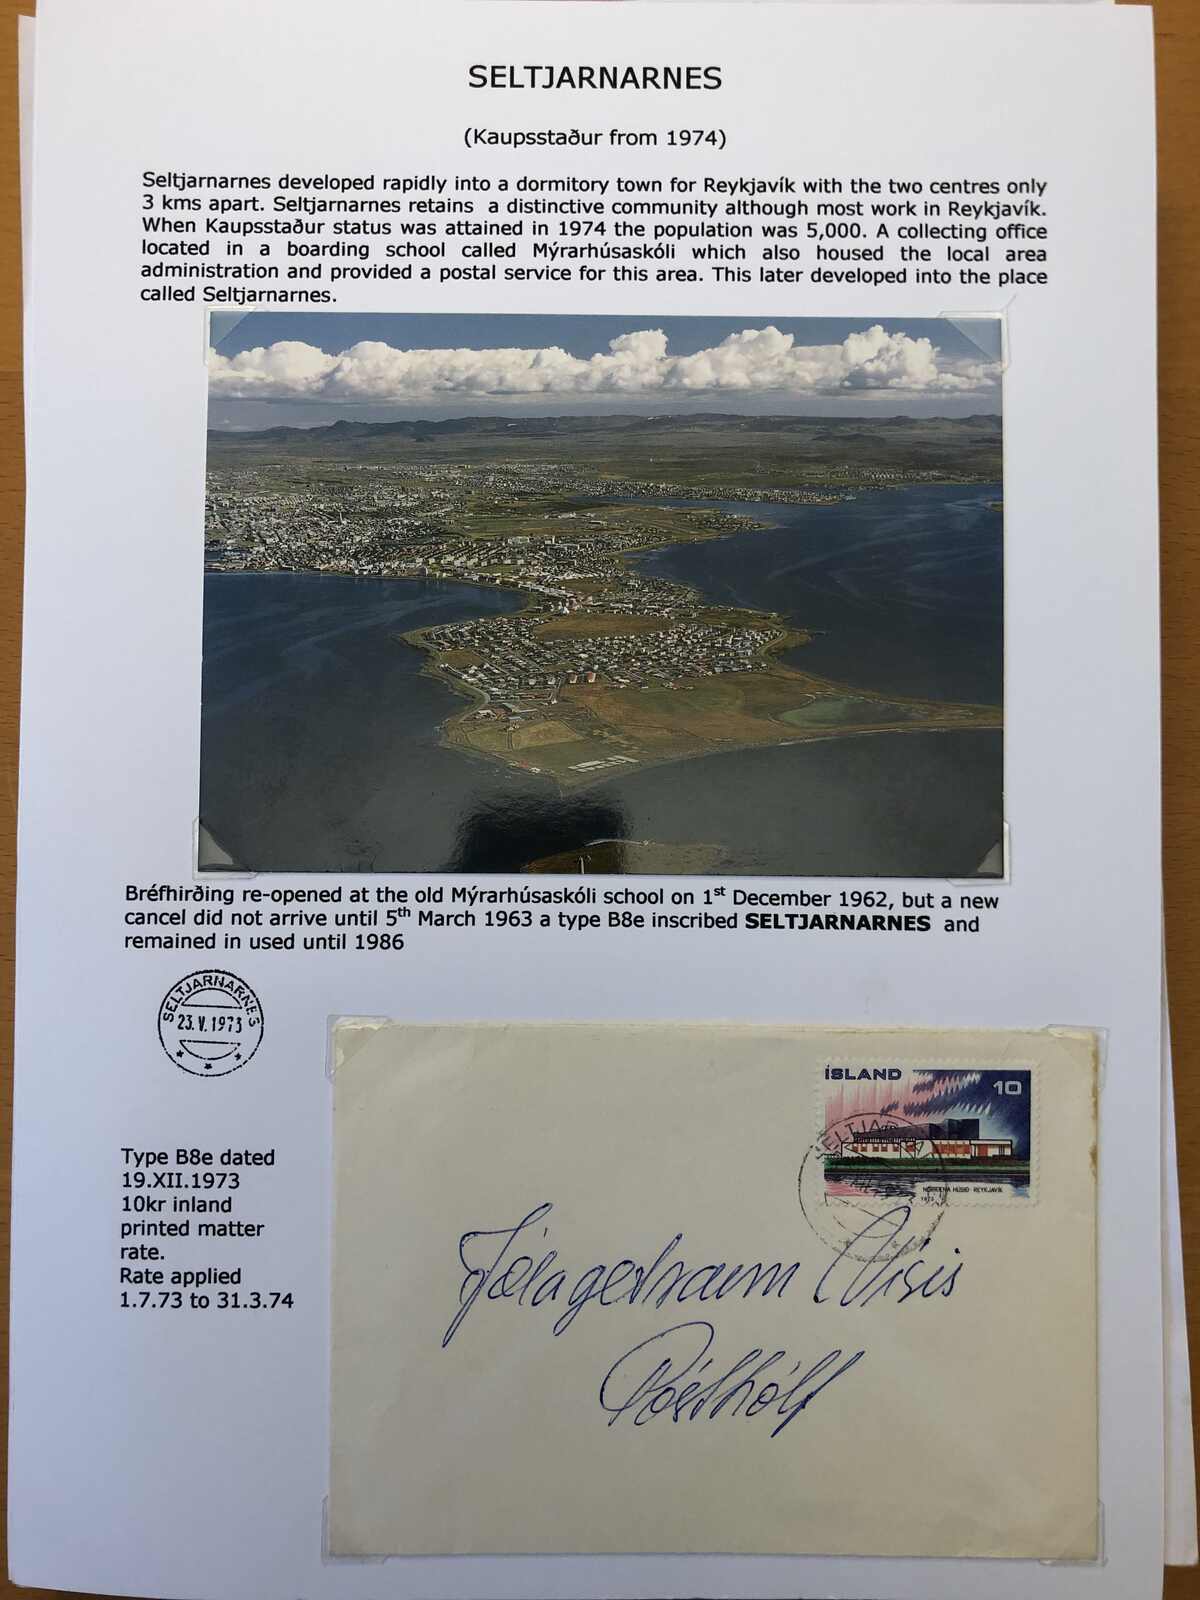 SELTJARNARNES
(Kaupsstaður from 1974)
Seltjarnarnes developed rapidly into a dormitory town for Reykjavík with the two centres only
3 kms apart. Seltjarnarnes retains a distinctive community although most work in Reykjavík.
When Kaupsstaður status was attained in 1974 the population was 5,000. A collecting office
located in a boarding school called Mýrarhúsaskóli which also housed the local area
administration and provided a postal service for this area. This later developed into the place
called Seltjarnarnes.
Bréfhirðing re-opened at the old Mýrarhúsaskóli school on 1st December 1962, but a new
cancel did not arrive until 5th March 1963 a type B8e inscribed SELTJARNARNES and
remained in used until 1986
SELTJARNARNES
23.V.1973
Type B8e dated
19.XII.1973
10kr inland
printed matter
rate.
Rate applied
1.7.73 to 31.3.74
ÍSLAND
10
NORRÆNA HÚSIÐ · REYKJAVÍK
1973
Vísis
Pósthólf